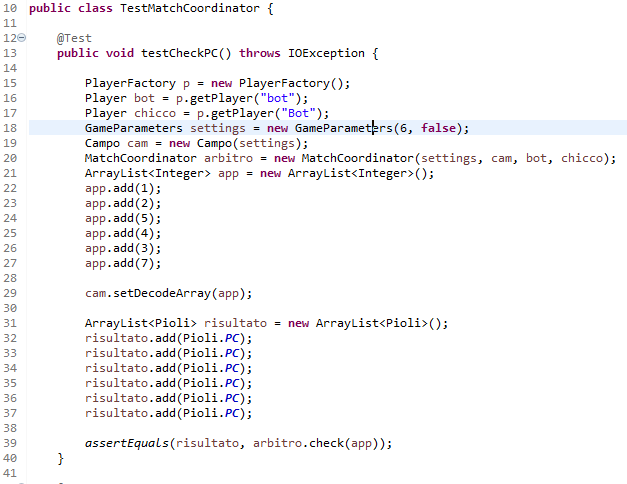 10 public class TestMatchCoordinator {
11
12 @Test
13 public void testCheckPC() throws IOException {
14
15 PlayerFactory p = new PlayerFactory();
16 Player bot = p.getPlayer("bot");
17 Player chicco = p.getPlayer("Bot");
18 GameParameters settings = new GameParameters(6, false);
19 Campo cam = new Campo(settings);
20 MatchCoordinator arbitro = new MatchCoordinator(settings, cam, bot, chicco);
21 ArrayList<Integer> app = new ArrayList<Integer>();
22 app.add(1);
23 app.add(2);
24 app.add(5);
25 app.add(4);
26 app.add(3);
27 app.add(7);
28
29 cam.setDecodeArray(app);
30
31 ArrayList<Pioli> risultato = new ArrayList<Pioli>();
32 risultato.add(Pioli.PC);
33 risultato.add(Pioli.PC);
34 risultato.add(Pioli.PC);
35 risultato.add(Pioli.PC);
36 risultato.add(Pioli.PC);
37 risultato.add(Pioli.PC);
38
39 assertEquals(risultato, arbitro.check(app));
40 }
41